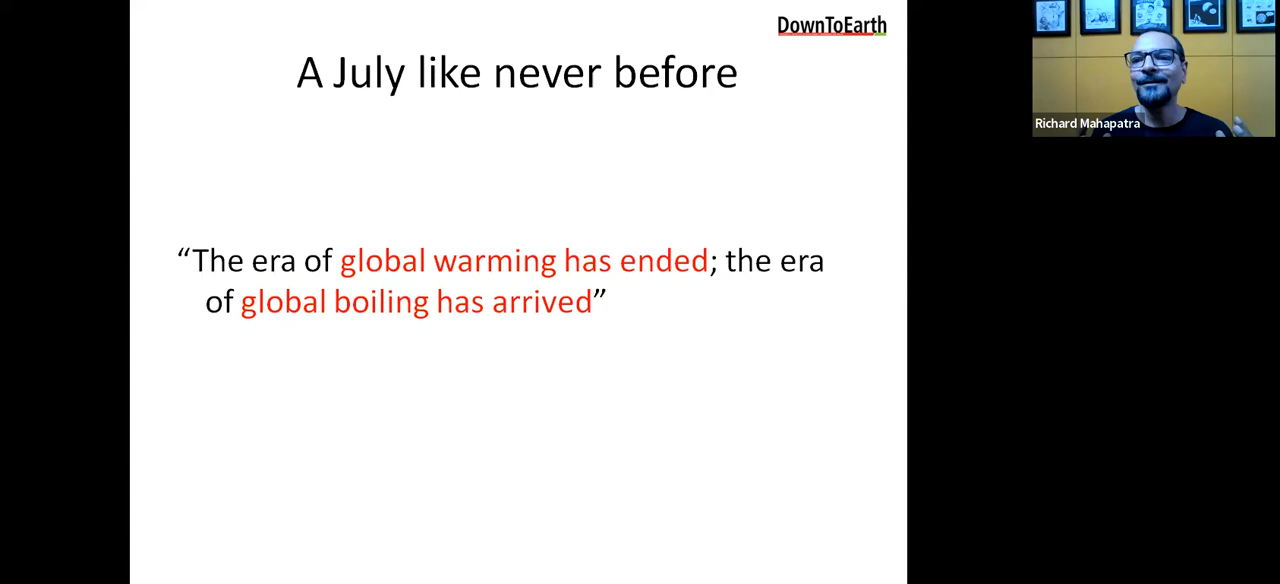 DownToEarth
A July like never before
Richard Mahapatra
“The era of global warming has ended; the era
of global boiling has arrived”